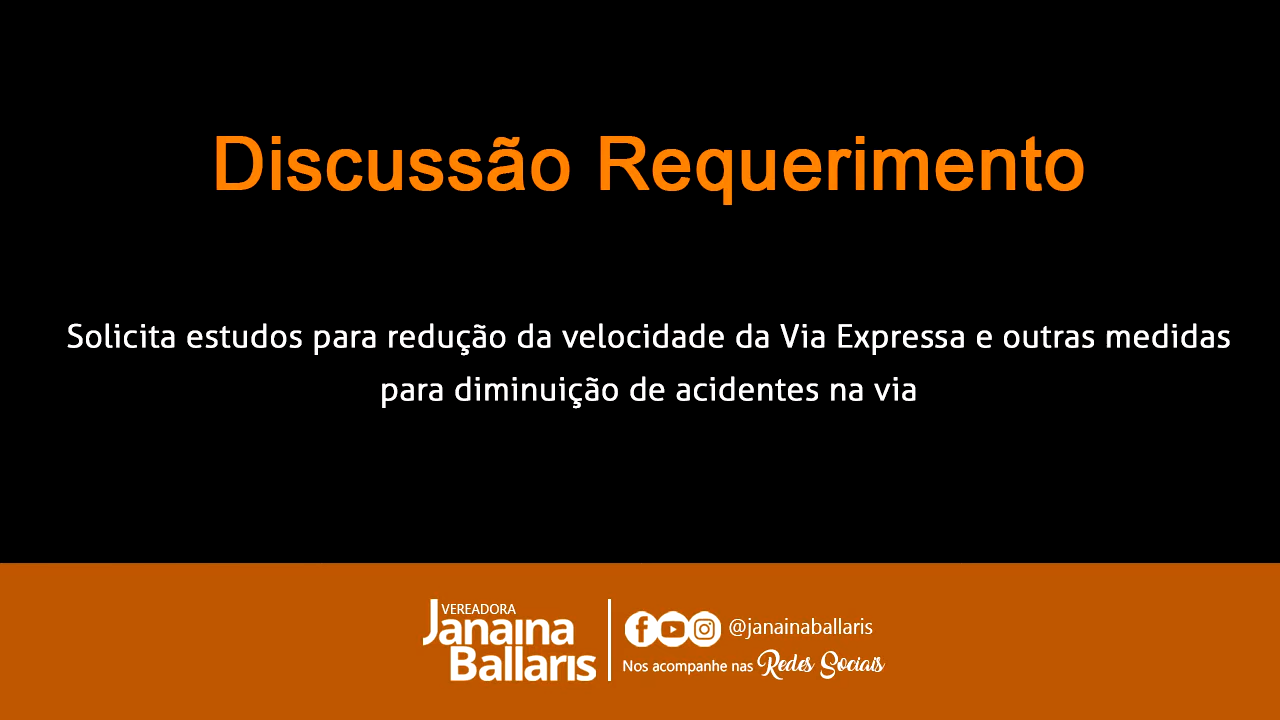 Discussão Requerimento
Solicita estudos para redução da velocidade da Via Expressa e outras medidas
para diminuição de acidentes na via
VEREADORA
Janaina
Ballaris
@janainaballaris
Nos acompanhe nas Redes Sociais